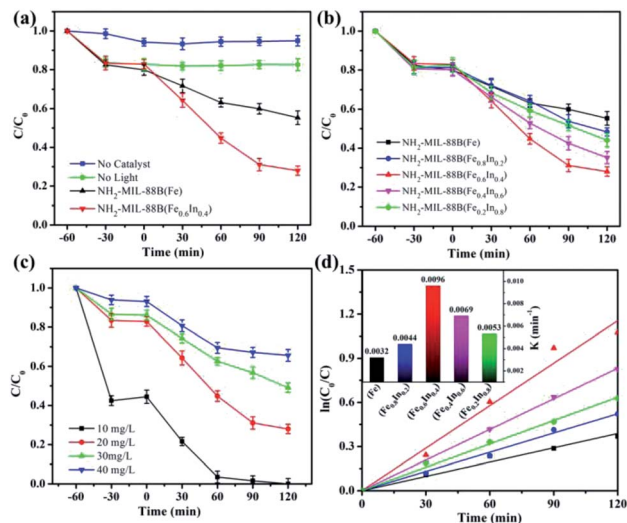 (a)
C/C0
1.0
0.8
0.6
0.4
0.2
0.0
No Catalyst
No Light
NH2-MIL-88B(Fe)
NH2-MIL-88B(Fe0.6In0.4)
-60 -30 0 30 60 90 120
Time (min)
(b)
C/C0
1.0
0.8
0.6
0.4
0.2
0.0
NH2-MIL-88B(Fe)
NH2-MIL-88B(Fe0.8In0.2)
NH2-MIL-88B(Fe0.6In0.4)
NH2-MIL-88B(Fe0.4In0.6)
NH2-MIL-88B(Fe0.2In0.8)
-60 -30 0 30 60 90 120
Time (min)
(c)
C/C0
1.0
0.8
0.6
0.4
0.2
0.0
10 mg/L
20 mg/L
30mg/L
40 mg/L
-60 -30 0 30 60 90 120
Time (min)
(d)
ln(C0/C)
1.5
1.2
0.9
0.6
0.3
0.0
0.0032
0.0044
0.0096
0.0069
0.0053
(Fe)
(Fe0.8In0.2)
(Fe0.6In0.4)
(Fe0.4In0.6)
(Fe0.2In0.8)
0.010
0.008
0.006
0.004
0.002
K (min-1)
0 30 60 90 120
Time (min)